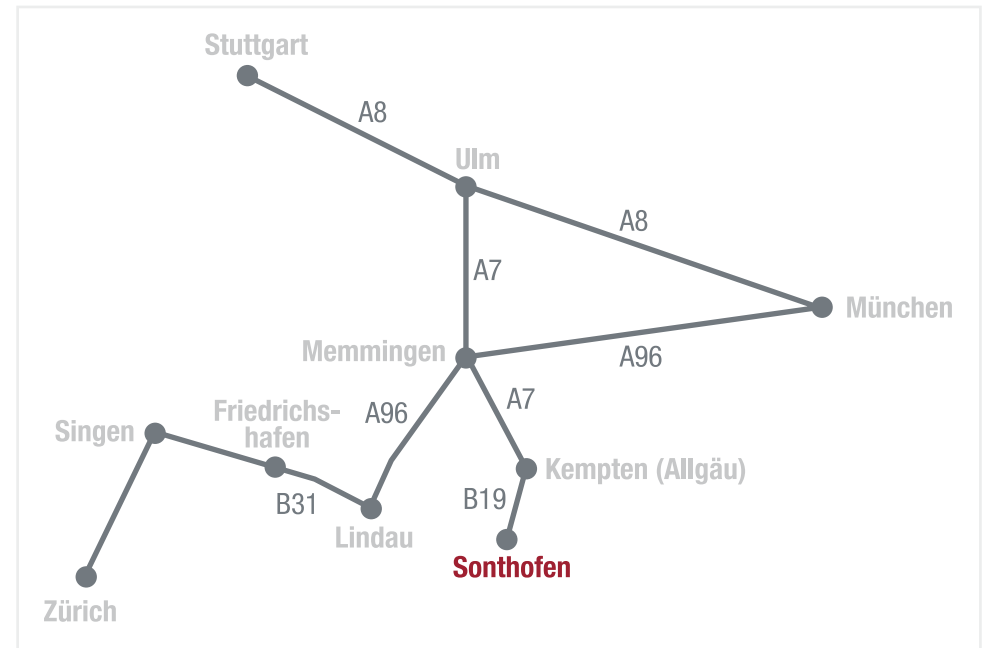 Stuttgart
A8
Ulm
A8
A7
München
Memmingen
A96
Friedrichs-
hafen
A96
A7
Singen
Kempten (Allgäu)
B31
B19
Lindau
Sonthofen
Zürich